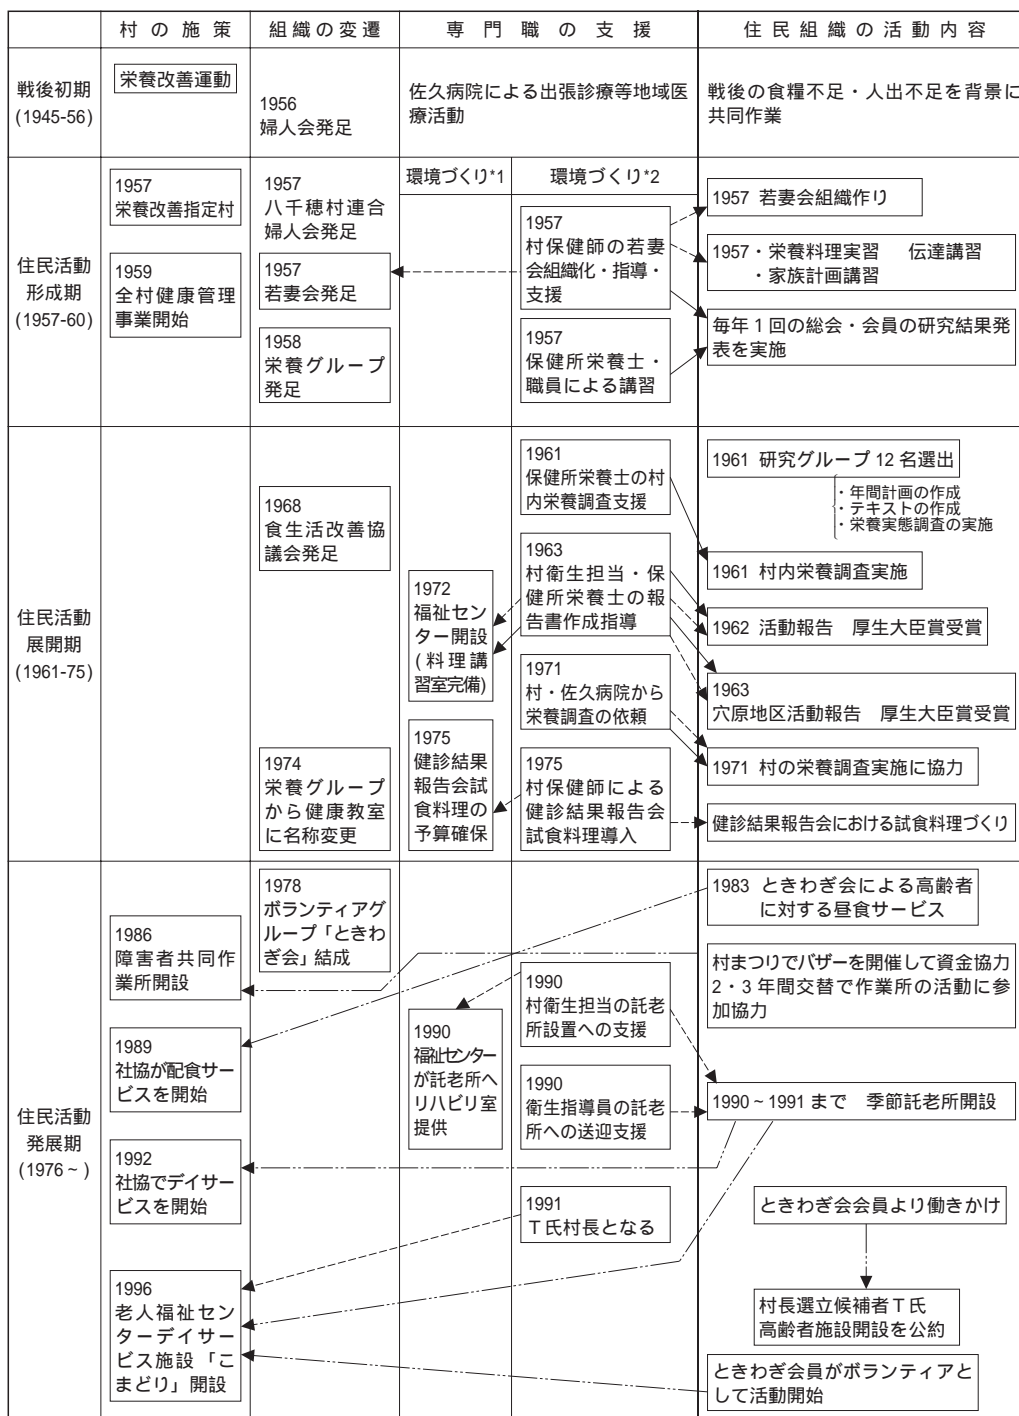 村の施策
組織の変遷
専門職の支援
住民組織の活動内容
戦後初期
(1945-56)
栄養改善運動
1956
婦人会発足
佐久病院による出張診療等地域医
療活動
戦後の食糧不足・人出不足を背景に
共同作業
住民活動
形成期
(1957-60)
1957
栄養改善指定村
1959
全村健康管理
事業開始
1957
八千穂村連合
婦人会発足
1957
若妻会発足
1958
栄養グループ
発足
環境づくり*1
環境づくり*2
1957
村保健師の若妻
会組織化・指導・
支援
1957
保健所栄養士・
職員による講習
1957 若妻会組織作り
1957・栄養料理実習 伝達講習
・家族計画講習
毎年1回の総会・会員の研究結果発
表を実施
住民活動
展開期
(1961-75)
1968
食生活改善協
議会発足
1974
栄養グループ
から健康教室
に名称変更
1972
福祉セン
ター開設
(料理講
習室完備)
1975
健診結果
報告会試
食料理の
予算確保
1961
保健所栄養士の村
内栄養調査支援
1963
村衛生担当・保
健所栄養士の報
告書作成指導
1971
村・佐久病院から
栄養調査の依頼
1975
村保健師による
健診結果報告会
試食料理導入
1961 研究グループ12名選出
・年間計画の作成
・テキストの作成
・栄養実態調査の実施
1961 村内栄養調査実施
1962 活動報告 厚生大臣賞受賞
1963
穴原地区活動報告 厚生大臣賞受賞
1971 村の栄養調査実施に協力
健診結果報告会における試食料理づくり
住民活動
発展期
(1976～)
1986
障害者共同作
業所開設
1989
社協が配食サー
ビスを開始
1992
社協でデイサー
ビスを開始
1996
老人福祉セン
ターデイサー
ビス施設「こ
まどり」開設
1978
ボランティアグ
ループ「ときわ
ぎ会」結成
1990
福祉センター
が託老所へ
リハビリ室
提供
1990
村衛生担当の託老
所設置への支援
1990
衛生指導員の託老
所への送迎支援
1991
T氏村長となる
1983 ときわぎ会による高齢者
に対する昼食サービス
村まつりでバザーを開催して資金協力
2・3年間交替で作業所の活動に参
加協力
1990～1991まで 季節託老所開設
ときわぎ会会員より働きかけ
村長選立候補者T氏
高齢者施設開設を公約
ときわぎ会員がボランティアと
して活動開始